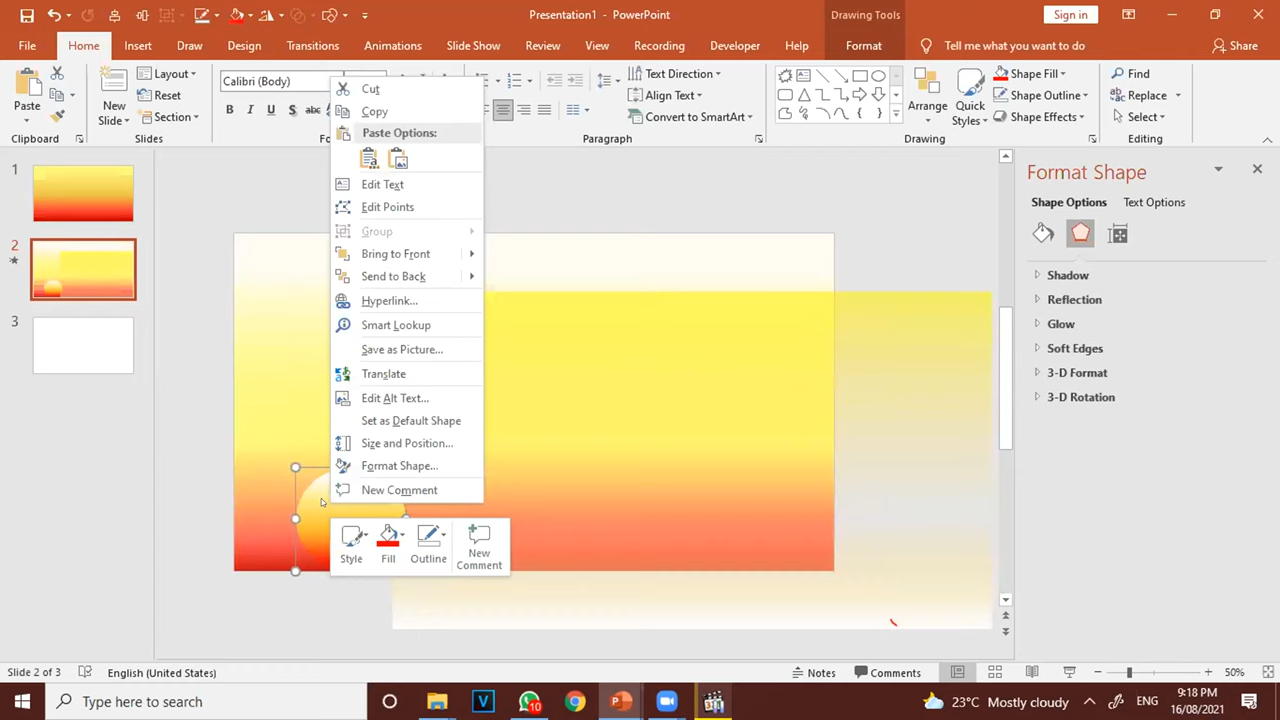 Presentation1 - PowerPoint
Drawing Tools
Sign in
File Home Insert Draw Design Transitions Animations Slide Show Review View Recording Developer Help Format Tell me what you want to do Share
Paste
Clipboard
New
Slide
Layout
Reset
Section
Slides
Calibri (Body)
B I U S abc
Text Direction
Align Text
Convert to SmartArt
Paragraph
Arrange
Quick
Styles
Shape Fill
Shape Outline
Shape Effects
Drawing
Find
Replace
Select
Editing
1
2
3
Cut
Copy
Paste Options:
Edit Text
Edit Points
Group
Bring to Front
Send to Back
Hyperlink...
Smart Lookup
Save as Picture...
Translate
Edit Alt Text...
Set as Default Shape
Size and Position...
Format Shape...
New Comment
Style
Fill
Outline
New
Comment
Format Shape
Shape Options Text Options
Shadow
Reflection
Glow
Soft Edges
3-D Format
3-D Rotation
Slide 2 of 3 English (United States) Notes Comments 50%
Type here to search
10
23°C Mostly cloudy
ENG
9:18 PM
16/08/2021